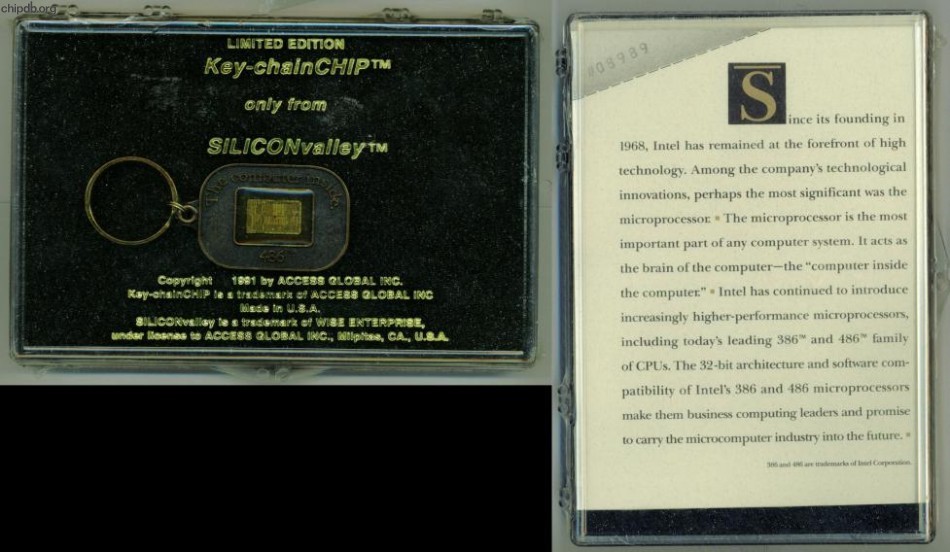 chipdb.org
LIMITED EDITION
Key-chainCHIP™
only from
SILICONvalley™
The computer inside
486™
Copyright 1991 by ACCESS GLOBAL INC.
Key-chainCHIP is a trademark of ACCESS GLOBAL INC
Made in U.S.A.
SILICONvalley is a trademark of WISE ENTERPRISE,
under license to ACCESS GLOBAL INC., Milpitas, CA., U.S.A.
#08989
Since its founding in
1968, Intel has remained at the forefront of high
technology. Among the company's technological
innovations, perhaps the most significant was the
microprocessor. ▪ The microprocessor is the most
important part of any computer system. It acts as
the brain of the computer—the "computer inside
the computer." ▪ Intel has continued to introduce
increasingly higher-performance microprocessors,
including today's leading 386™ and 486™ family
of CPUs. The 32-bit architecture and software com-
patibility of Intel's 386 and 486 microprocessors
make them business computing leaders and promise
to carry the microcomputer industry into the future. ▪
386 and 486 are trademarks of Intel Corporation.